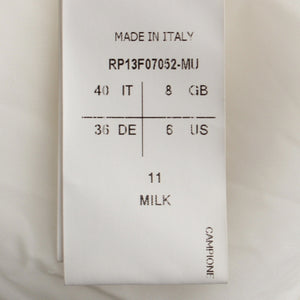 MADE IN ITALY
RP13F07052-MU
40 IT 8 GB
36 DE 6 US
11
MILK
CAMPIONE